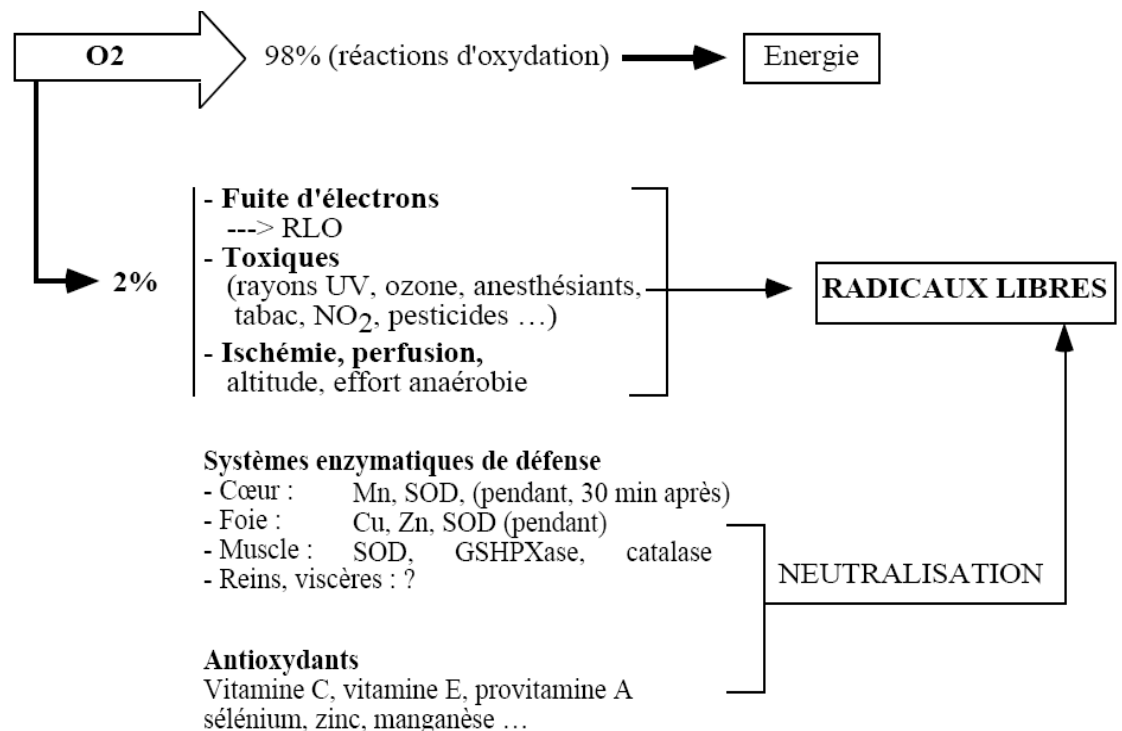 O2 98% (réactions d'oxydation) Energie
- Fuite d'électrons
---> RLO
- Toxiques
2%
(rayons UV, ozone, anesthésiants,
tabac, NO2, pesticides …)
RADICAUX LIBRES
- Ischémie, perfusion,
altitude, effort anaérobie
Systèmes enzymatiques de défense
- Cœur : Mn, SOD, (pendant, 30 min après)
- Foie : Cu, Zn, SOD (pendant)
- Muscle : SOD, GSHPXase, catalase
- Reins, viscères : ?
NEUTRALISATION
Antioxydants
Vitamine C, vitamine E, provitamine A
sélénium, zinc, manganèse …